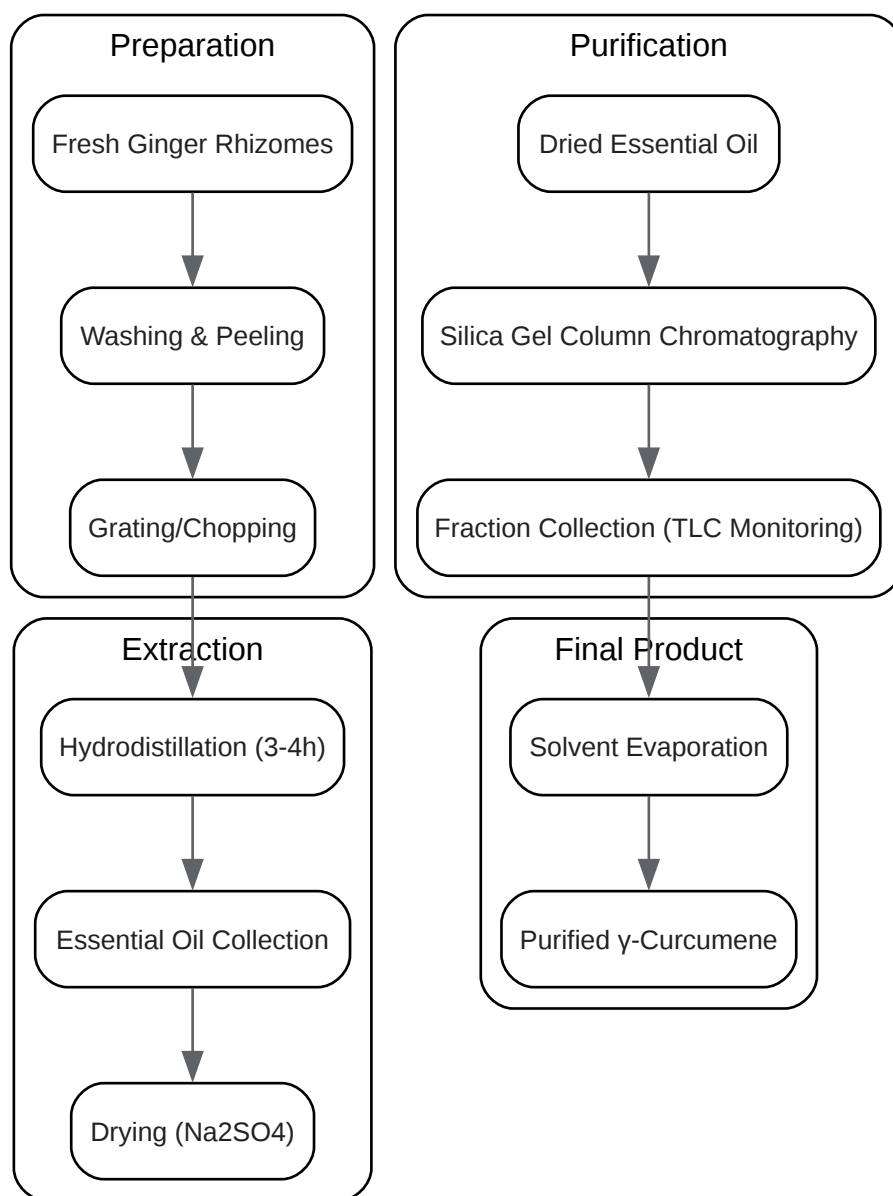 Preparation
Fresh Ginger Rhizomes
Washing & Peeling
Grating/Chopping
Extraction
Hydrodistillation (3-4h)
Essential Oil Collection
Drying (Na2SO4)
Purification
Dried Essential Oil
Silica Gel Column Chromatography
Fraction Collection (TLC Monitoring)
Final Product
Solvent Evaporation
Purified γ-Curcumene